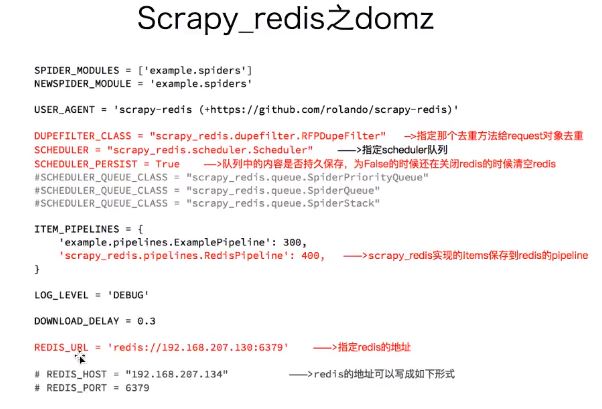 Scrapy_redis之domz
SPIDER_MODULES = ['example.spiders']
NEWSPIDER_MODULE = 'example.spiders'
USER_AGENT = 'scrapy-redis (+https://github.com/rolando/scrapy-redis)'
DUPEFILTER_CLASS = "scrapy_redis.dupefilter.RFPDupeFilter" —>指定那个去重方法给request对象去重
SCHEDULER = "scrapy_redis.scheduler.Scheduler" ——>指定scheduler队列
SCHEDULER_PERSIST = True ——>队列中的内容是否持久保存，为False的时候还在关闭redis的时候清空redis
#SCHEDULER_QUEUE_CLASS = "scrapy_redis.queue.SpiderPriorityQueue"
#SCHEDULER_QUEUE_CLASS = "scrapy_redis.queue.SpiderQueue"
#SCHEDULER_QUEUE_CLASS = "scrapy_redis.queue.SpiderStack"
ITEM_PIPELINES = {
'example.pipelines.ExamplePipeline': 300,
'scrapy_redis.pipelines.RedisPipeline': 400, ——>scrapy_redis实现的Items保存到redis的pipeline
}
LOG_LEVEL = 'DEBUG'
DOWNLOAD_DELAY = 0.3
REDIS_URL = 'redis://192.168.207.130:6379' ——>指定redis的地址
# REDIS_HOST = "192.168.207.134" ——>redis的地址可以写成如下形式
# REDIS_PORT = 6379